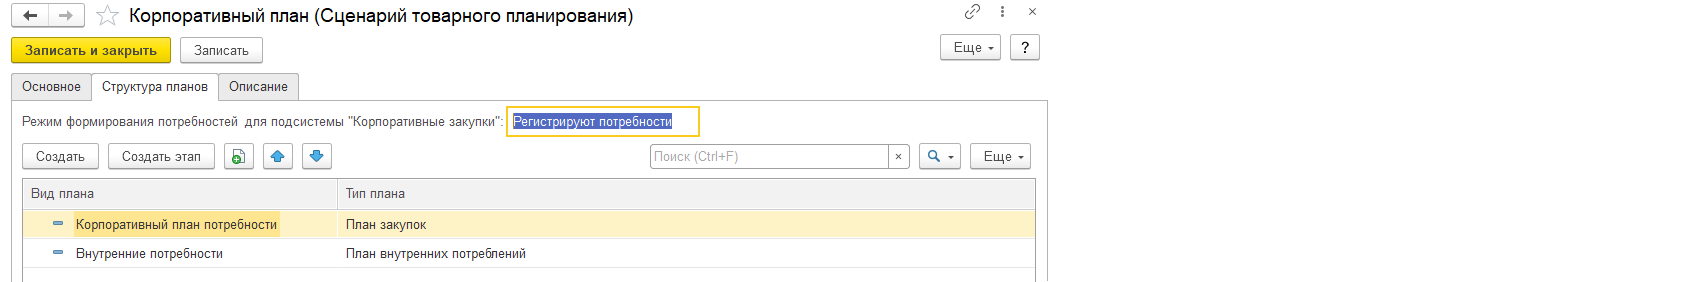 Корпоративный план (Сценарий товарного планирования)
Записать и закрыть Записать Еще ?
Основное Структура планов Описание
Режим формирования потребностей для подсистемы "Корпоративные закупки": Регистрируют потребности
Создать Создать этап Поиск (Ctrl+F) × Еще
Вид плана Тип плана
Корпоративный план потребности План закупок
Внутренние потребности План внутренних потреблений